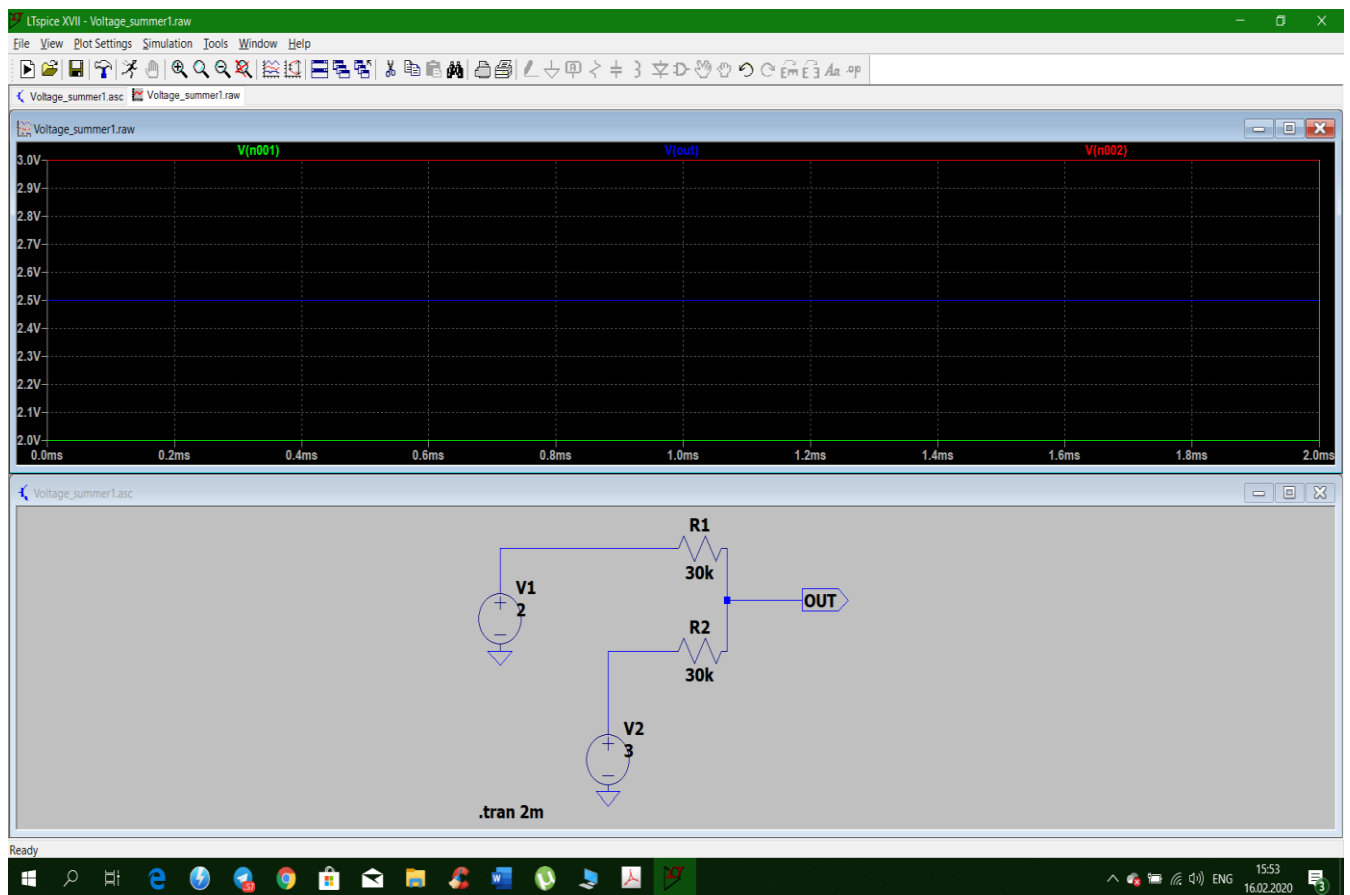 LTspice XVII - Voltage_summer1.raw
File View Plot Settings Simulation Tools Window Help
Voltage_summer1.asc Voltage_summer1.raw
Voltage_summer1.raw
V(n001) V(out) V(n002)
3.0V
2.9V
2.8V
2.7V
2.6V
2.5V
2.4V
2.3V
2.2V
2.1V
2.0V
0.0ms 0.2ms 0.4ms 0.6ms 0.8ms 1.0ms 1.2ms 1.4ms 1.6ms 1.8ms 2.0ms
Voltage_summer1.asc
R1
30k
V1
2
OUT
R2
30k
V2
3
.tran 2m
Ready
57
ENG
15:53
16.02.2020
3